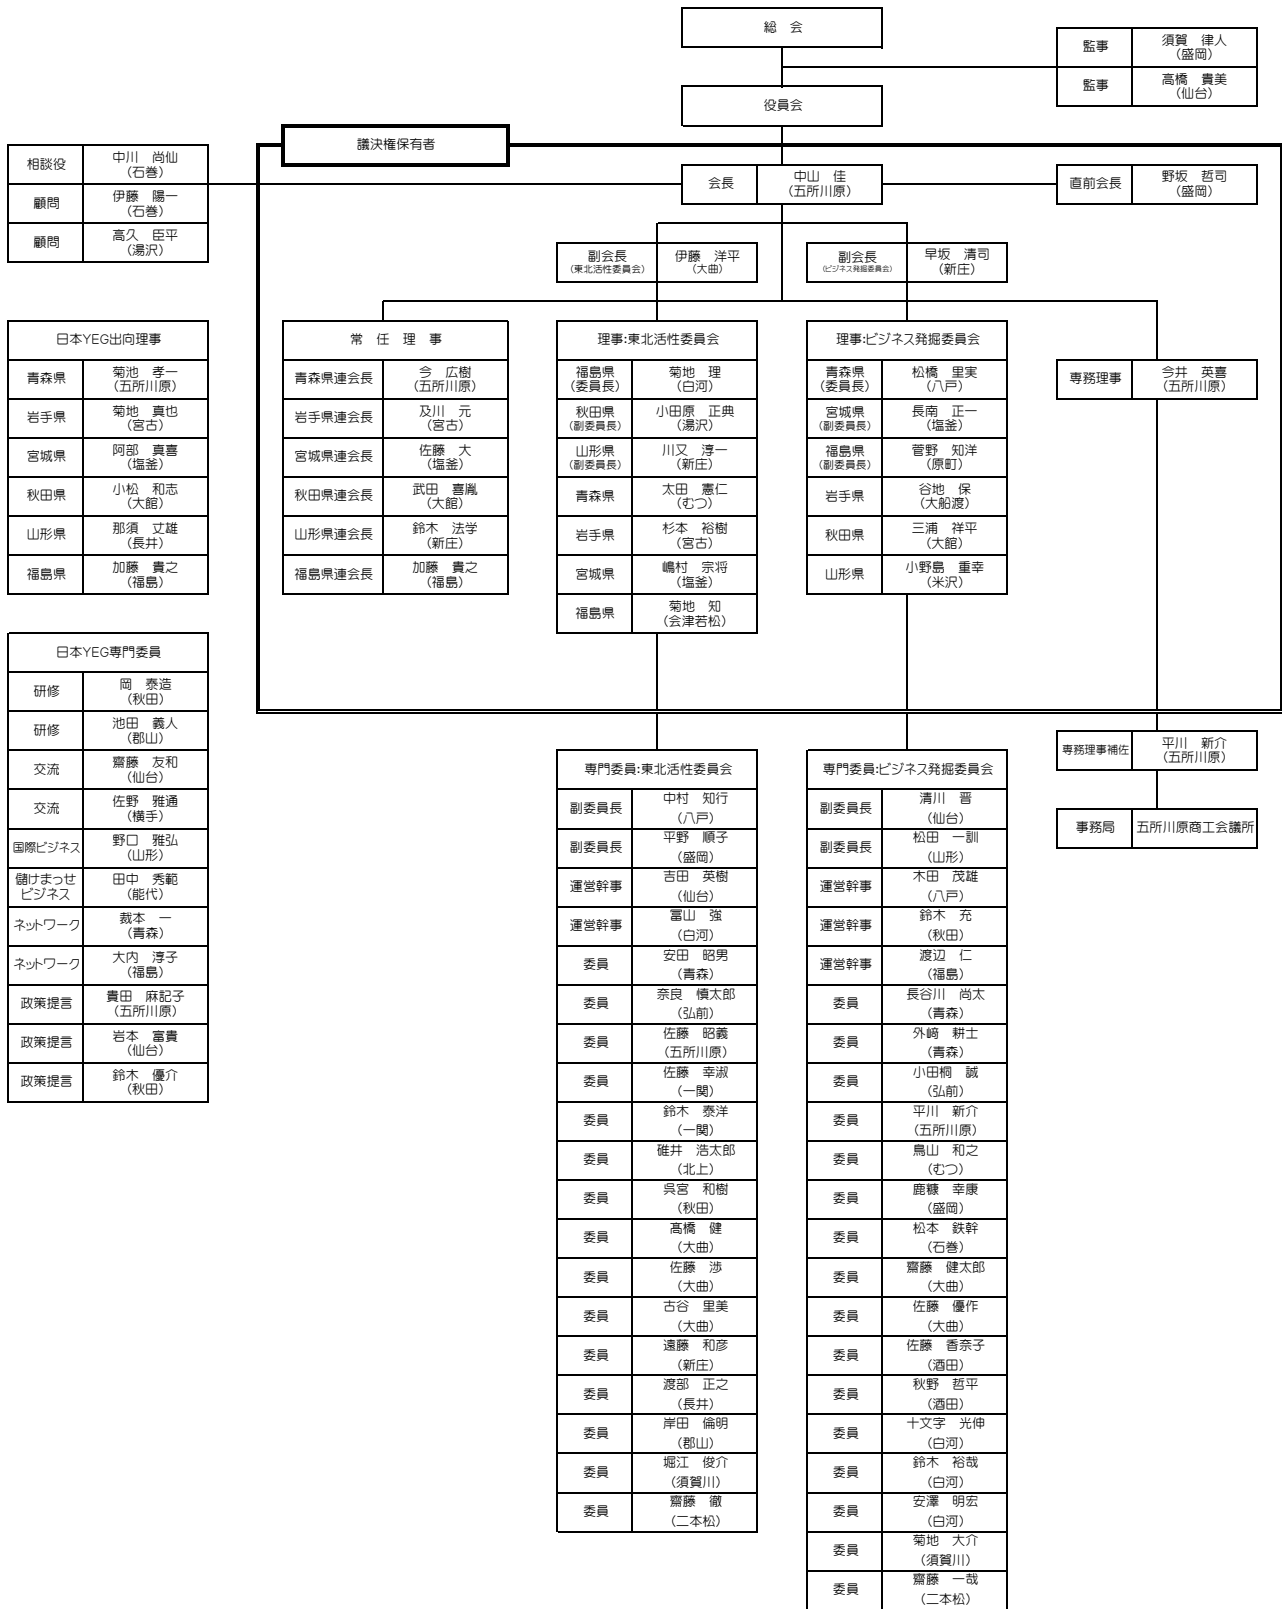 総　会
監事
須賀　律人
（盛岡）
監事
高橋　貴美
（仙台）
役員会
議決権保有者
相談役
中川　尚仙
（石巻）
顧問
伊藤　陽一
（石巻）
顧問
高久　臣平
（湯沢）
会長
中山　佳
（五所川原）
直前会長
野坂　哲司
（盛岡）
副会長
（東北活性委員会）
伊藤　洋平
（大曲）
副会長
（ビジネス発掘委員会）
早坂　清司
（新庄）
日本YEG出向理事
青森県
菊池　孝一
（五所川原）
岩手県
菊地　真也
（宮古）
宮城県
阿部　真喜
（塩釜）
秋田県
小松　和志
（大館）
山形県
那須　丈雄
（長井）
福島県
加藤　貴之
（福島）
常　任　理　事
青森県連会長
今　広樹
（五所川原）
岩手県連会長
及川　元
（宮古）
宮城県連会長
佐藤　大
（塩釜）
秋田県連会長
武田　喜胤
（大館）
山形県連会長
鈴木　法学
（新庄）
福島県連会長
加藤　貴之
（福島）
理事:東北活性委員会
福島県
（委員長）
菊地　理
（白河）
秋田県
（副委員長）
小田原　正典
（湯沢）
山形県
（副委員長）
川又　淳一
（新庄）
青森県
太田　憲仁
（むつ）
岩手県
杉本　裕樹
（宮古）
宮城県
嶋村　宗将
（塩釜）
福島県
菊地　知
（会津若松）
理事:ビジネス発掘委員会
青森県
（委員長）
松橋　里実
（八戸）
宮城県
（副委員長）
長南　正一
（塩釜）
福島県
（副委員長）
菅野　知洋
（原町）
岩手県
谷地　保
（大船渡）
秋田県
三浦　祥平
（大館）
山形県
小野島　重幸
（米沢）
専務理事
今井　英喜
（五所川原）
日本YEG専門委員
研修
岡　泰造
（秋田）
研修
池田　義人
（郡山）
交流
齋藤　友和
（仙台）
交流
佐野　雅通
（横手）
国際ビジネス
野口　雅弘
（山形）
儲けまっせ
ビジネス
田中　秀範
（能代）
ネットワーク
裁本　一
（青森）
ネットワーク
大内　淳子
（福島）
政策提言
貴田　麻記子
（五所川原）
政策提言
岩本　富貴
（仙台）
政策提言
鈴木　優介
（秋田）
専門委員:東北活性委員会
副委員長
中村　知行
（八戸）
副委員長
平野　順子
（盛岡）
運営幹事
吉田　英樹
（仙台）
運営幹事
冨山　強
（白河）
委員
安田　昭男
（青森）
委員
奈良　慎太郎
（弘前）
委員
佐藤　昭義
（五所川原）
委員
佐藤　幸淑
（一関）
委員
鈴木　泰洋
（一関）
委員
碓井　浩太郎
（北上）
委員
呉宮　和樹
（秋田）
委員
高橋　健
（大曲）
委員
佐藤　渉
（大曲）
委員
古谷　里美
（大曲）
委員
遠藤　和彦
（新庄）
委員
渡部　正之
（長井）
委員
岸田　倫明
（郡山）
委員
堀江　俊介
（須賀川）
委員
齋藤　徹
（二本松）
専門委員:ビジネス発掘委員会
副委員長
清川　晋
（仙台）
副委員長
松田　一訓
（山形）
運営幹事
木田　茂雄
（八戸）
運営幹事
鈴木　充
（秋田）
運営幹事
渡辺　仁
（福島）
委員
長谷川　尚太
（青森）
委員
外﨑　耕士
（青森）
委員
小田桐　誠
（弘前）
委員
平川　新介
（五所川原）
委員
鳥山　和之
（むつ）
委員
鹿糠　幸康
（盛岡）
委員
松本　鉄幹
（石巻）
委員
齋藤　健太郎
（大曲）
委員
佐藤　優作
（大曲）
委員
佐藤　香奈子
（酒田）
委員
秋野　哲平
（酒田）
委員
十文字　光伸
（白河）
委員
鈴木　裕哉
（白河）
委員
安澤　明宏
（白河）
委員
菊地　大介
（須賀川）
委員
齋藤　一哉
（二本松）
専務理事補佐
平川　新介
（五所川原）
事務局
五所川原商工会議所